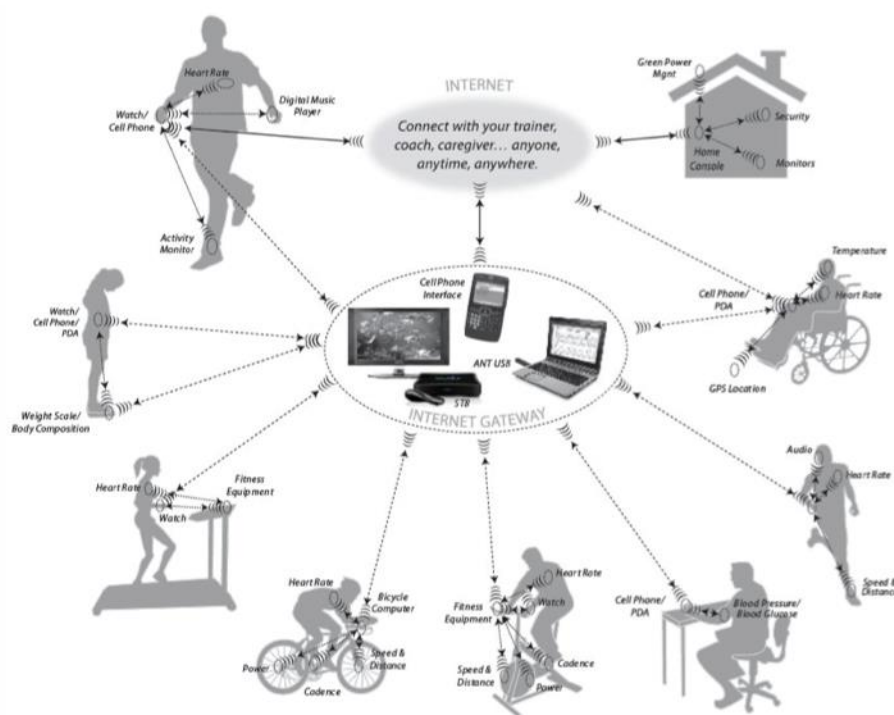 INTERNET
Connect with your trainer,
coach, caregiver... anyone,
anytime, anywhere.
Heart Rate
Digital Music
Player
Watch/
Cell Phone
Activity
Monitor
Green Power
Mgnt
Security
Home
Console
Monitors
Watch/
Cell Phone/
PDA
Weight Scale/
Body Composition
Cell Phone
Interface
ANT USB
STB
INTERNET GATEWAY
Temperature
Cell Phone/
PDA
Heart Rate
GPS Location
Heart Rate
Fitness
Equipment
Watch
Audio
Heart Rate
Speed &
Distance
Heart Rate
Bicycle
Computer
Power
Cadence
Speed &
Distance
Heart Rate
Fitness
Equipment
Watch
Speed &
Distance
Cadence
Power
Cell Phone/
PDA
Blood Pressure/
Blood Glucose